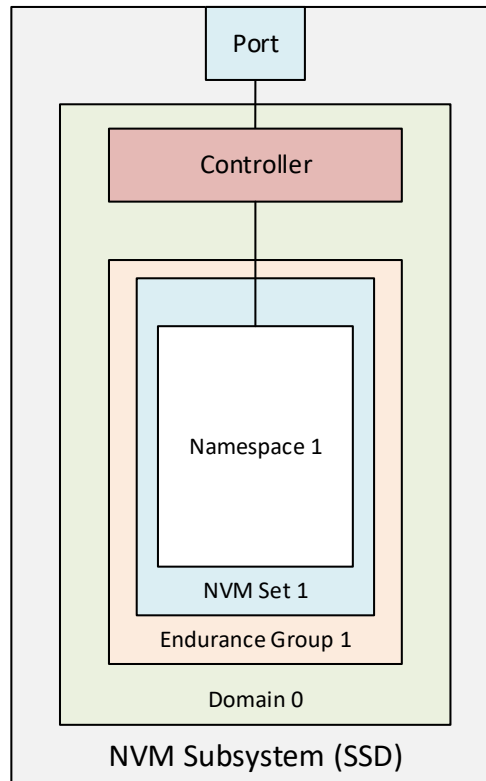 Port
Controller
Namespace 1
NVM Set 1
Endurance Group 1
Domain 0
NVM Subsystem (SSD)